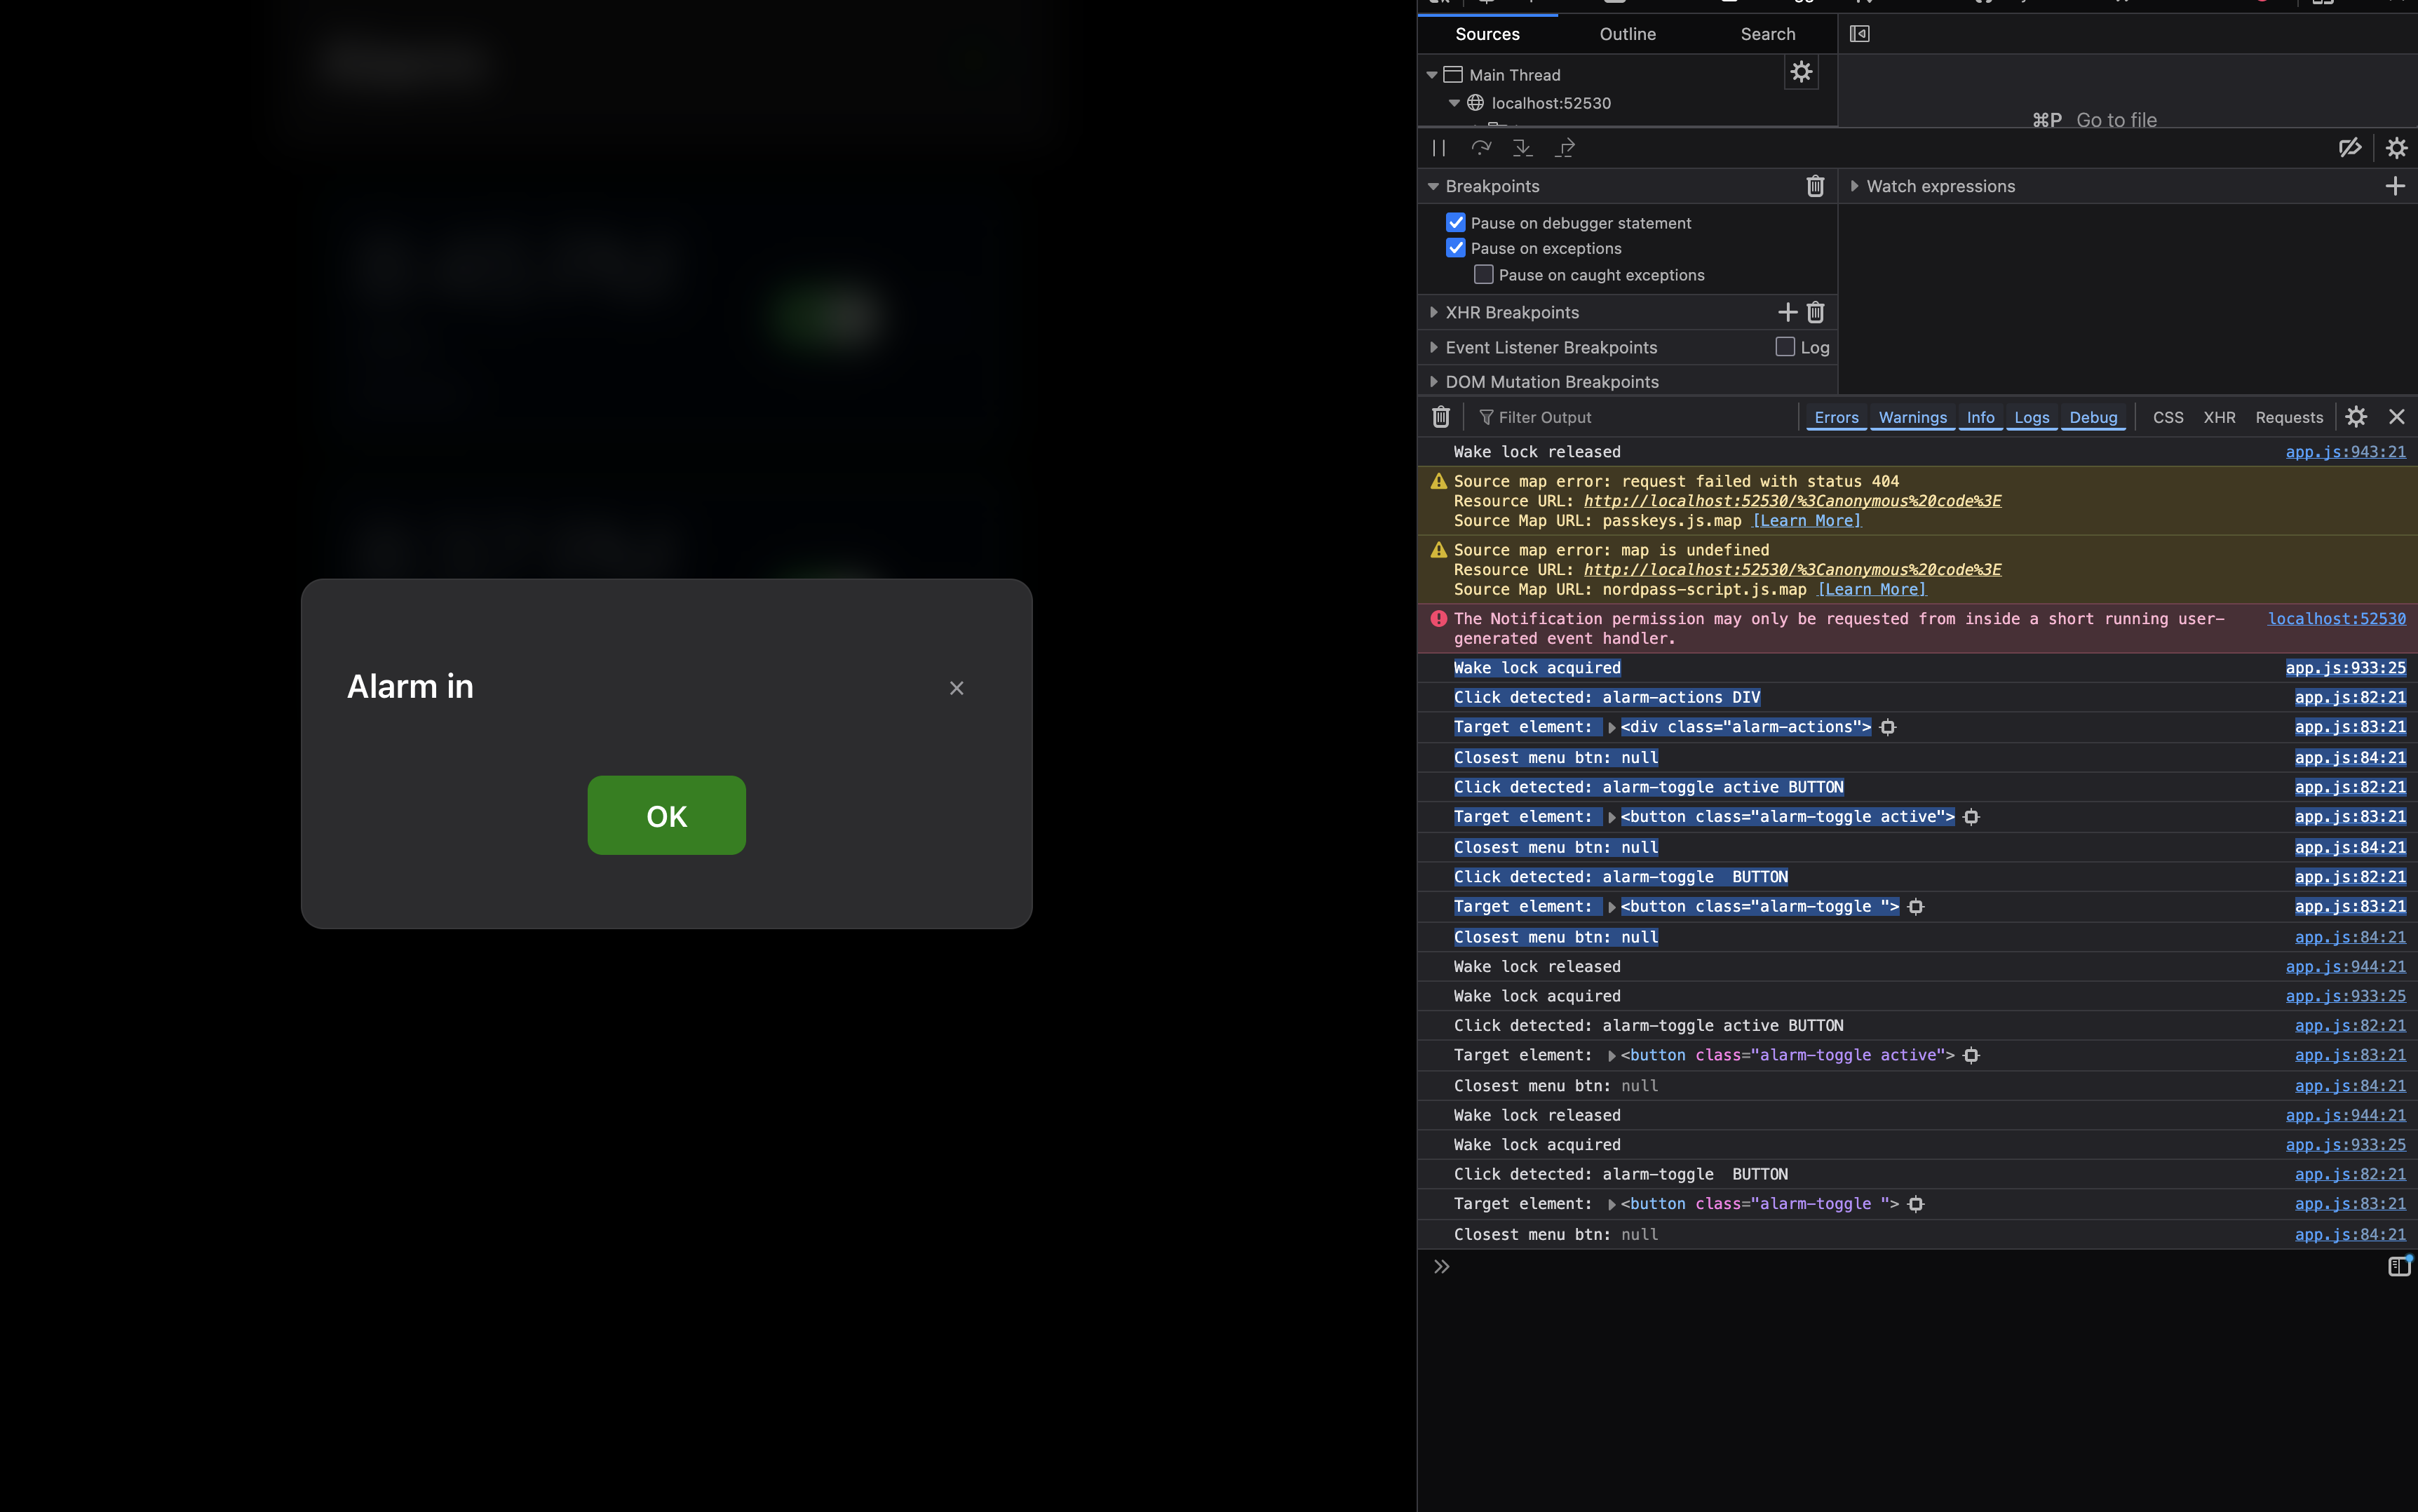 Alarm in
×
OK
Sources
Outline
Search
Main Thread
localhost:52530
⌘P Go to file
Breakpoints
Watch expressions
Pause on debugger statement
Pause on exceptions
Pause on caught exceptions
XHR Breakpoints
Event Listener Breakpoints
Log
DOM Mutation Breakpoints
Filter Output
Errors
Warnings
Info
Logs
Debug
CSS
XHR
Requests
Wake lock released app.js:943:21
Source map error: request failed with status 404
Resource URL: http://localhost:52530/%3Canonymous%20code%3E
Source Map URL: passkeys.js.map [Learn More]
Source map error: map is undefined
Resource URL: http://localhost:52530/%3Canonymous%20code%3E
Source Map URL: nordpass-script.js.map [Learn More]
The Notification permission may only be requested from inside a short running user- localhost:52530
generated event handler.
Wake lock acquired app.js:933:25
Click detected: alarm-actions DIV app.js:82:21
Target element: <div class="alarm-actions"> app.js:83:21
Closest menu btn: null app.js:84:21
Click detected: alarm-toggle active BUTTON app.js:82:21
Target element: <button class="alarm-toggle active"> app.js:83:21
Closest menu btn: null app.js:84:21
Click detected: alarm-toggle  BUTTON app.js:82:21
Target element: <button class="alarm-toggle "> app.js:83:21
Closest menu btn: null app.js:84:21
Wake lock released app.js:944:21
Wake lock acquired app.js:933:25
Click detected: alarm-toggle active BUTTON app.js:82:21
Target element: <button class="alarm-toggle active"> app.js:83:21
Closest menu btn: null app.js:84:21
Wake lock released app.js:944:21
Wake lock acquired app.js:933:25
Click detected: alarm-toggle  BUTTON app.js:82:21
Target element: <button class="alarm-toggle "> app.js:83:21
Closest menu btn: null app.js:84:21